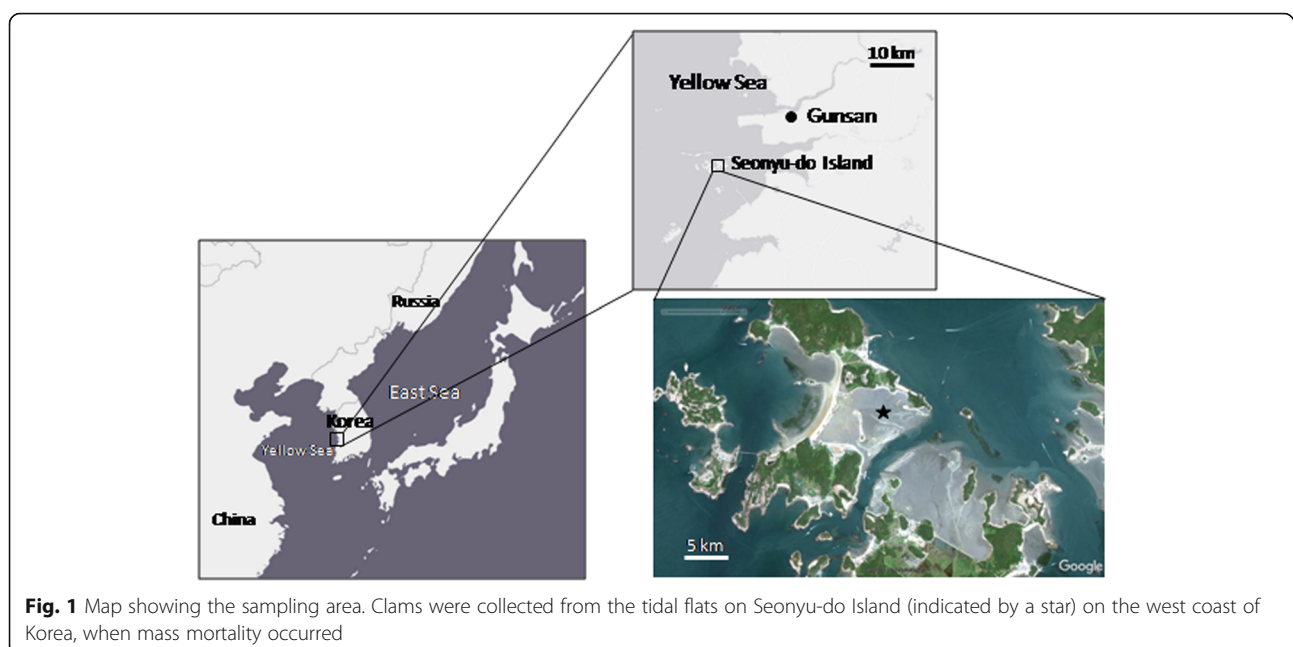 10 km
Yellow Sea
Gunsan
Seonyu-do Island
Russia
East Sea
Korea
Yellow Sea
China
5 km
Google
Fig. 1 Map showing the sampling area. Clams were collected from the tidal flats on Seonyu-do Island (indicated by a star) on the west coast of
Korea, when mass mortality occurred